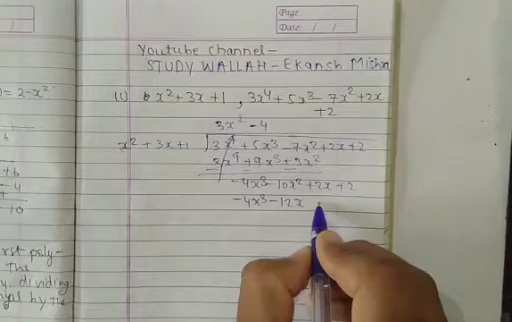 Page
Date / /
Youtube channel-
STUDY WALLAH - Ekansh Mishra
)= 2-x²
(i) x²+3x+1 , 3x⁴+5x³-7x²+2x
+2
3x²-4
x²+3x+1 ) 3x⁴+5x³-7x²+2x+2
3x⁴+9x³+3x²
-4x³-10x²+2x+2
-4x³-12x
+6
-4
-10
rst poly-
The
y dividing
by the